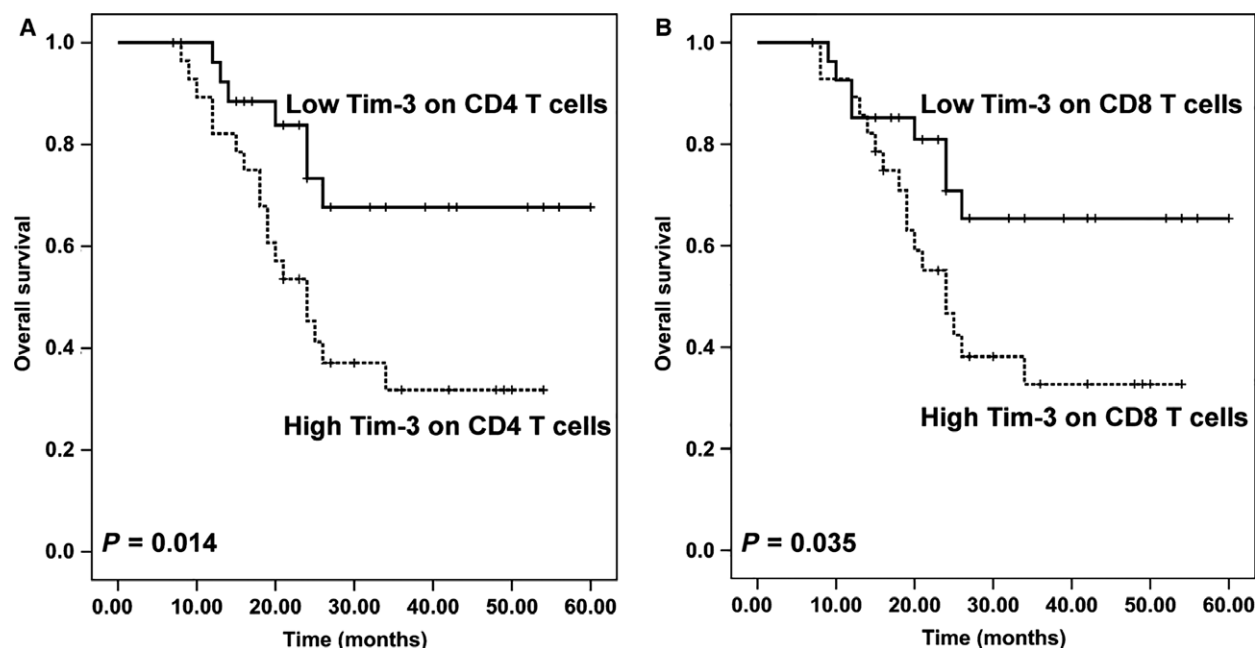 A
1.0
0.8
0.6
0.4
0.2
0.0
Overall survival
Low Tim-3 on CD4 T cells
High Tim-3 on CD4 T cells
P = 0.014
0.00 10.00 20.00 30.00 40.00 50.00 60.00
Time (months)
B
1.0
0.8
0.6
0.4
0.2
0.0
Overall survival
Low Tim-3 on CD8 T cells
High Tim-3 on CD8 T cells
P = 0.035
0.00 10.00 20.00 30.00 40.00 50.00 60.00
Time (months)